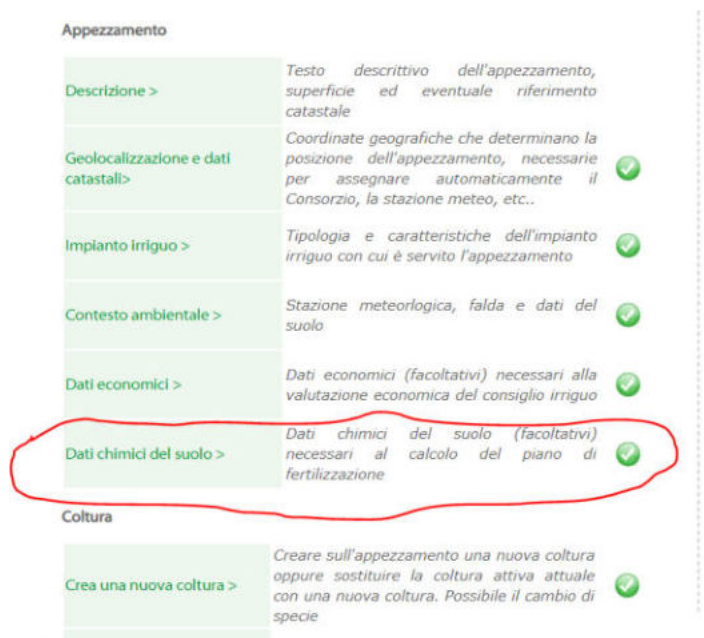 Appezzamento
Descrizione >
Testo descrittivo dell'appezzamento,
superficie ed eventuale riferimento
catastale
Geolocalizzazione e dati
catastali>
Coordinate geografiche che determinano la
posizione dell'appezzamento, necessarie
per assegnare automaticamente il
Consorzio, la stazione meteo, etc..
Impianto irriguo >
Tipologia e caratteristiche dell'impianto
irriguo con cui è servito l'appezzamento
Contesto ambientale >
Stazione meteorlogica, falda e dati del
suolo
Dati economici >
Dati economici (facoltativi) necessari alla
valutazione economica del consiglio irriguo
Dati chimici del suolo >
Dati chimici del suolo (facoltativi)
necessari al calcolo del piano di
fertilizzazione
Coltura
Crea una nuova coltura >
Creare sull'appezzamento una nuova coltura
oppure sostituire la coltura attiva attuale
con una nuova coltura. Possibile il cambio di
specie